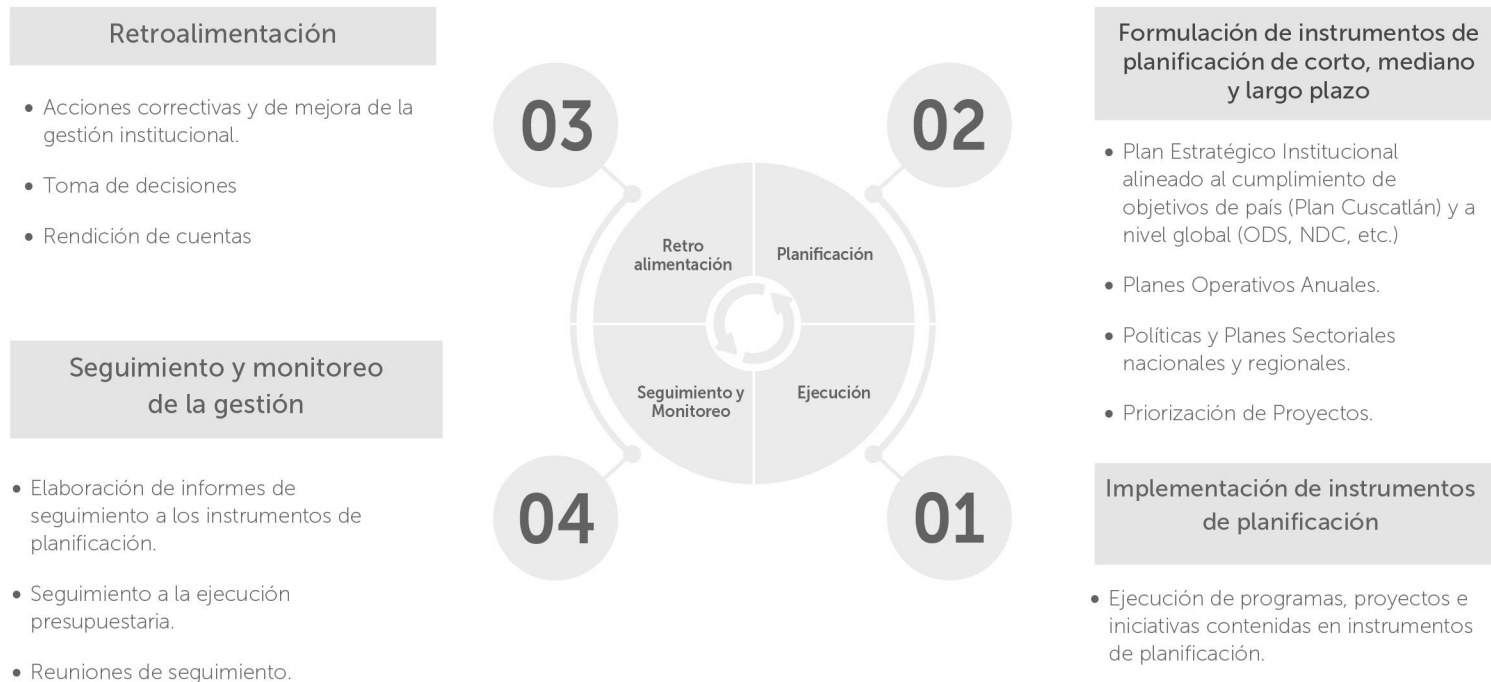 Retroalimentación
• Acciones correctivas y de mejora de la
gestión institucional.
• Toma de decisiones
• Rendición de cuentas
Seguimiento y monitoreo
de la gestión
• Elaboración de informes de
seguimiento a los instrumentos de
planificación.
• Seguimiento a la ejecución
presupuestaria.
• Reuniones de seguimiento.
03
02
Retro
alimentación
Planificación
Seguimiento y
Monitoreo
Ejecución
04
01
Formulación de instrumentos de
planificación de corto, mediano
y largo plazo
• Plan Estratégico Institucional
alineado al cumplimiento de
objetivos de país (Plan Cuscatlán) y a
nivel global (ODS, NDC, etc.)
• Planes Operativos Anuales.
• Políticas y Planes Sectoriales
nacionales y regionales.
• Priorización de Proyectos.
Implementación de instrumentos
de planificación
• Ejecución de programas, proyectos e
iniciativas contenidas en instrumentos
de planificación.